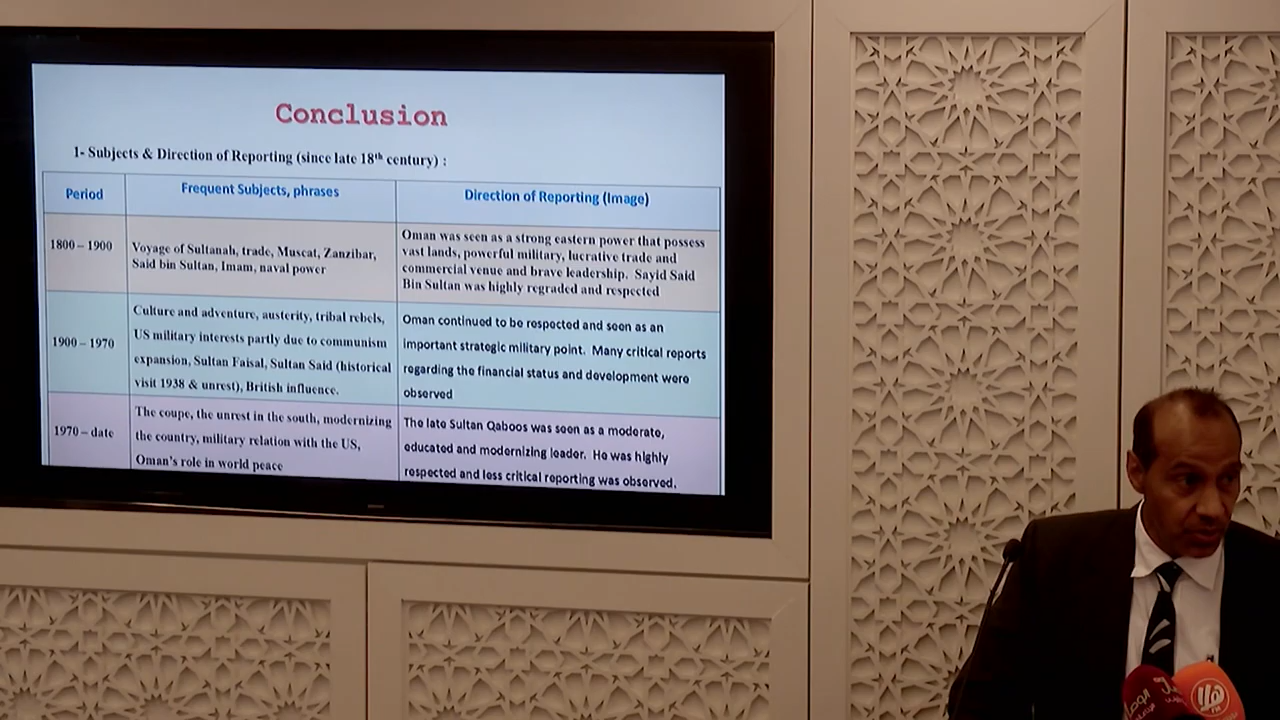 Conclusion
1- Subjects & Direction of Reporting (since late 18th century) :
Period
Frequent Subjects, phrases
Direction of Reporting (Image)
1800 – 1900
Voyage of Sultanah, trade, Muscat, Zanzibar,
Said bin Sultan, Imam, naval power
Oman was seen as a strong eastern power that possess
vast lands, powerful military, lucrative trade and
commercial venue and brave leadership. Sayid Said
Bin Sultan was highly regraded and respected
1900 – 1970
Culture and adventure, austerity, tribal rebels,
US military interests partly due to communism
expansion, Sultan Faisal, Sultan Said (historical
visit 1938 & unrest), British influence.
Oman continued to be respected and seen as an
important strategic military point. Many critical reports
regarding the financial status and development were
observed
1970 – date
The coupe, the unrest in the south, modernizing
the country, military relation with the US,
Oman's role in world peace
The late Sultan Qaboos was seen as a moderate,
educated and modernizing leader. He was highly
respected and less critical reporting was observed.
هلا
FM